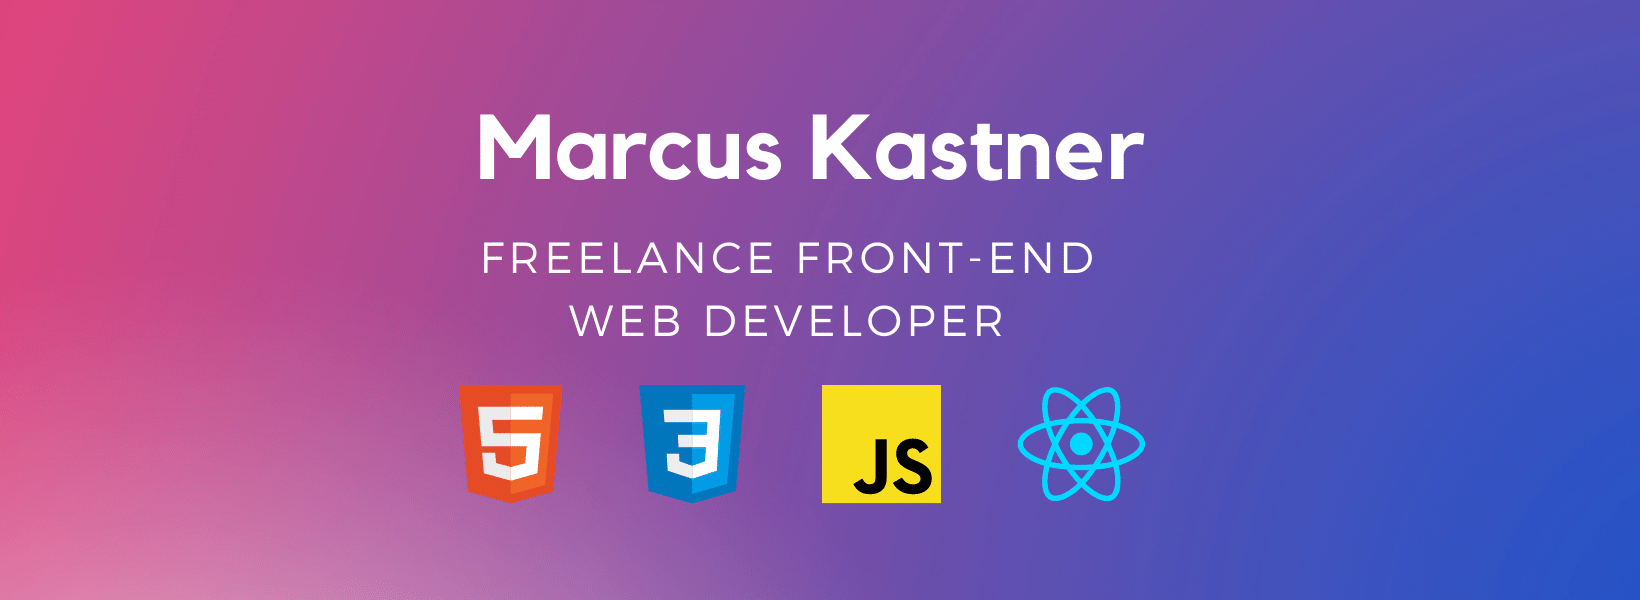 Marcus Kastner
FREELANCE FRONT-END
WEB DEVELOPER
5 3 JS